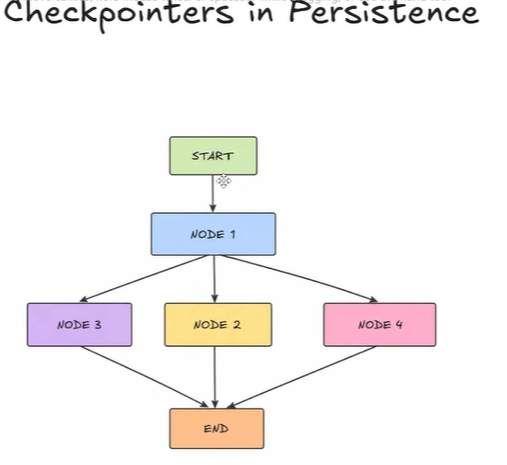 Checkpointers in Persistence
START
NODE 1
NODE 3
NODE 2
NODE 4
END